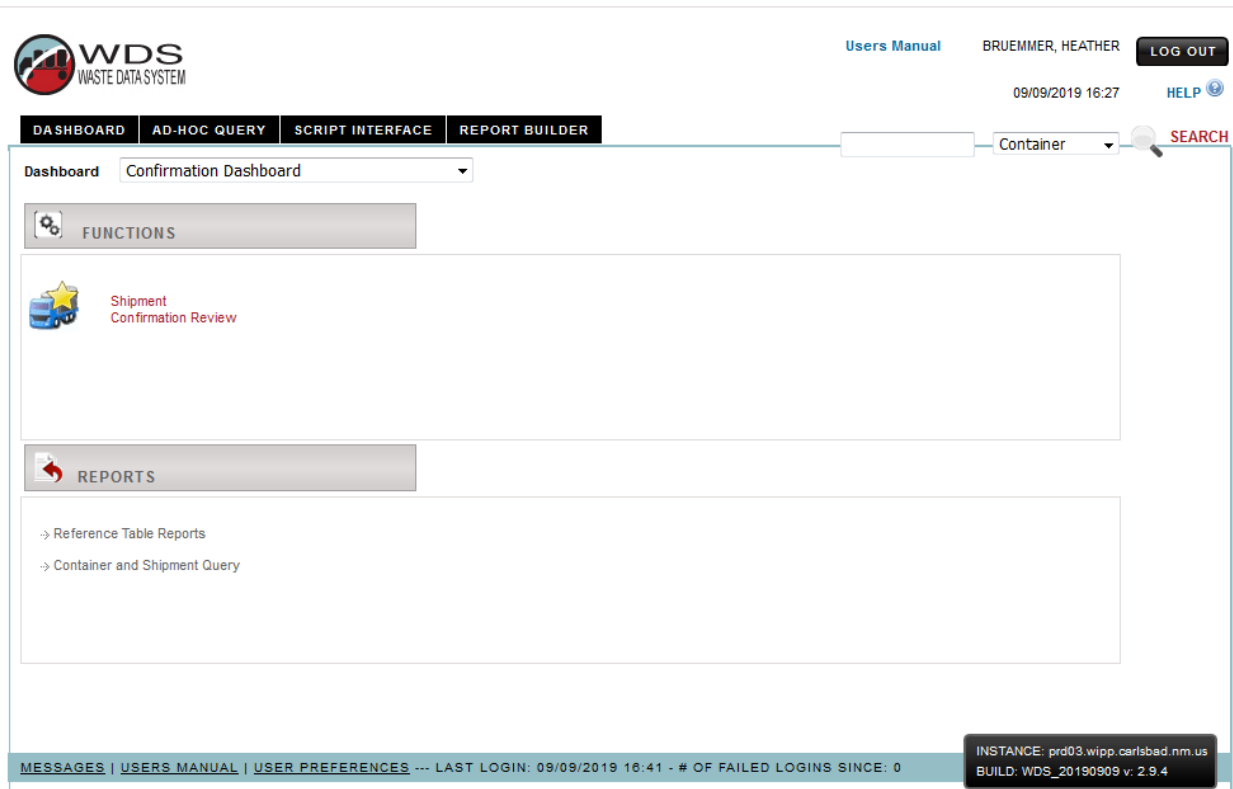 WDS
WASTE DATA SYSTEM
Users Manual BRUEMMER, HEATHER LOG OUT
09/09/2019 16:27 HELP
DASHBOARD AD-HOC QUERY SCRIPT INTERFACE REPORT BUILDER
Container SEARCH
Dashboard Confirmation Dashboard
FUNCTIONS
Shipment
Confirmation Review
REPORTS
Reference Table Reports
Container and Shipment Query
MESSAGES | USERS MANUAL | USER PREFERENCES --- LAST LOGIN: 09/09/2019 16:41 - # OF FAILED LOGINS SINCE: 0
INSTANCE: prd03.wipp.carlsbad.nm.us
BUILD: WDS_20190909 v: 2.9.4